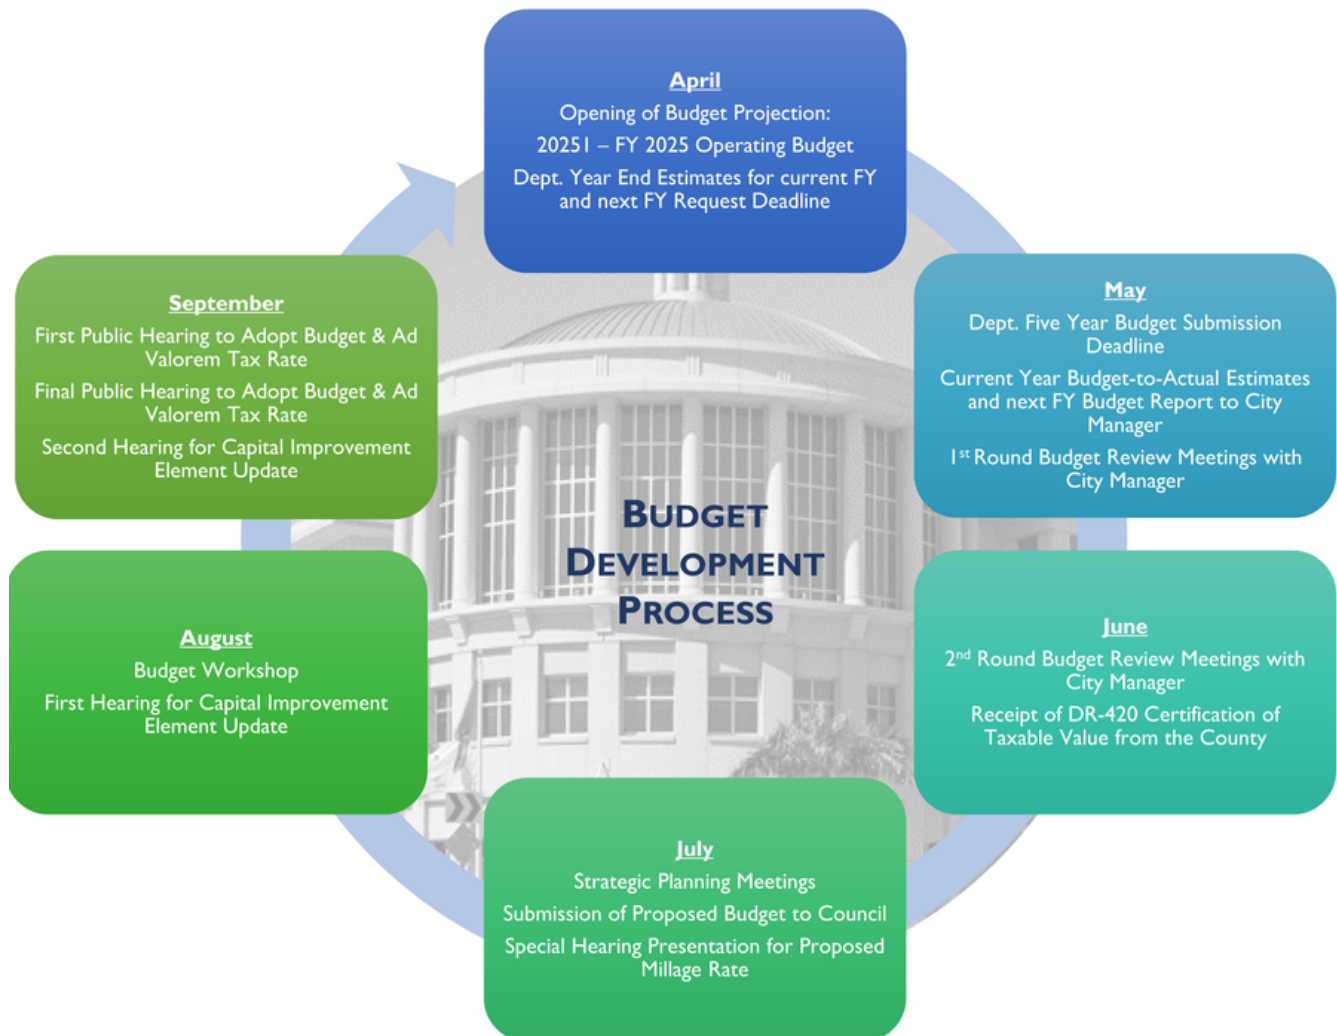 April
Opening of Budget Projection:
20251 – FY 2025 Operating Budget
Dept. Year End Estimates for current FY
and next FY Request Deadline
May
Dept. Five Year Budget Submission
Deadline
Current Year Budget-to-Actual Estimates
and next FY Budget Report to City
Manager
1st Round Budget Review Meetings with
City Manager
June
2nd Round Budget Review Meetings with
City Manager
Receipt of DR-420 Certification of
Taxable Value from the County
July
Strategic Planning Meetings
Submission of Proposed Budget to Council
Special Hearing Presentation for Proposed
Millage Rate
August
Budget Workshop
First Hearing for Capital Improvement
Element Update
September
First Public Hearing to Adopt Budget & Ad
Valorem Tax Rate
Final Public Hearing to Adopt Budget & Ad
Valorem Tax Rate
Second Hearing for Capital Improvement
Element Update
BUDGET
DEVELOPMENT
PROCESS